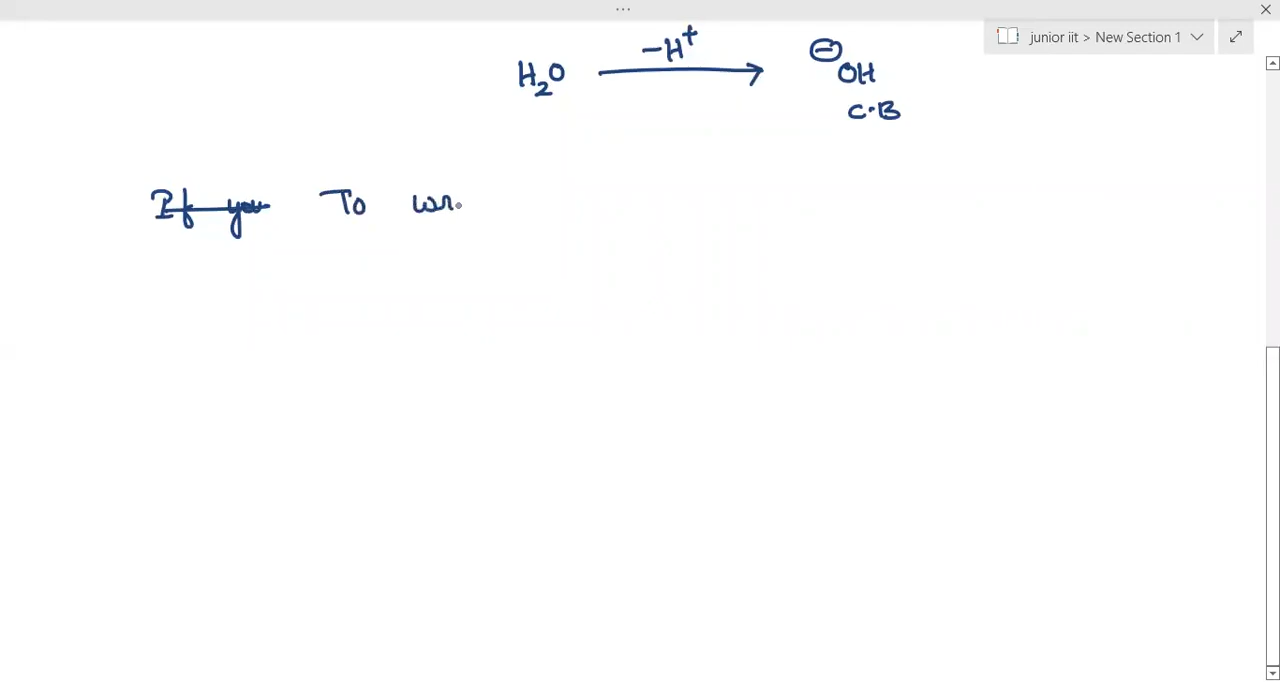 ...
junior iit > New Section 1
-H⁺
H₂O ⟶ ⊖OH
C·B
If you To wr